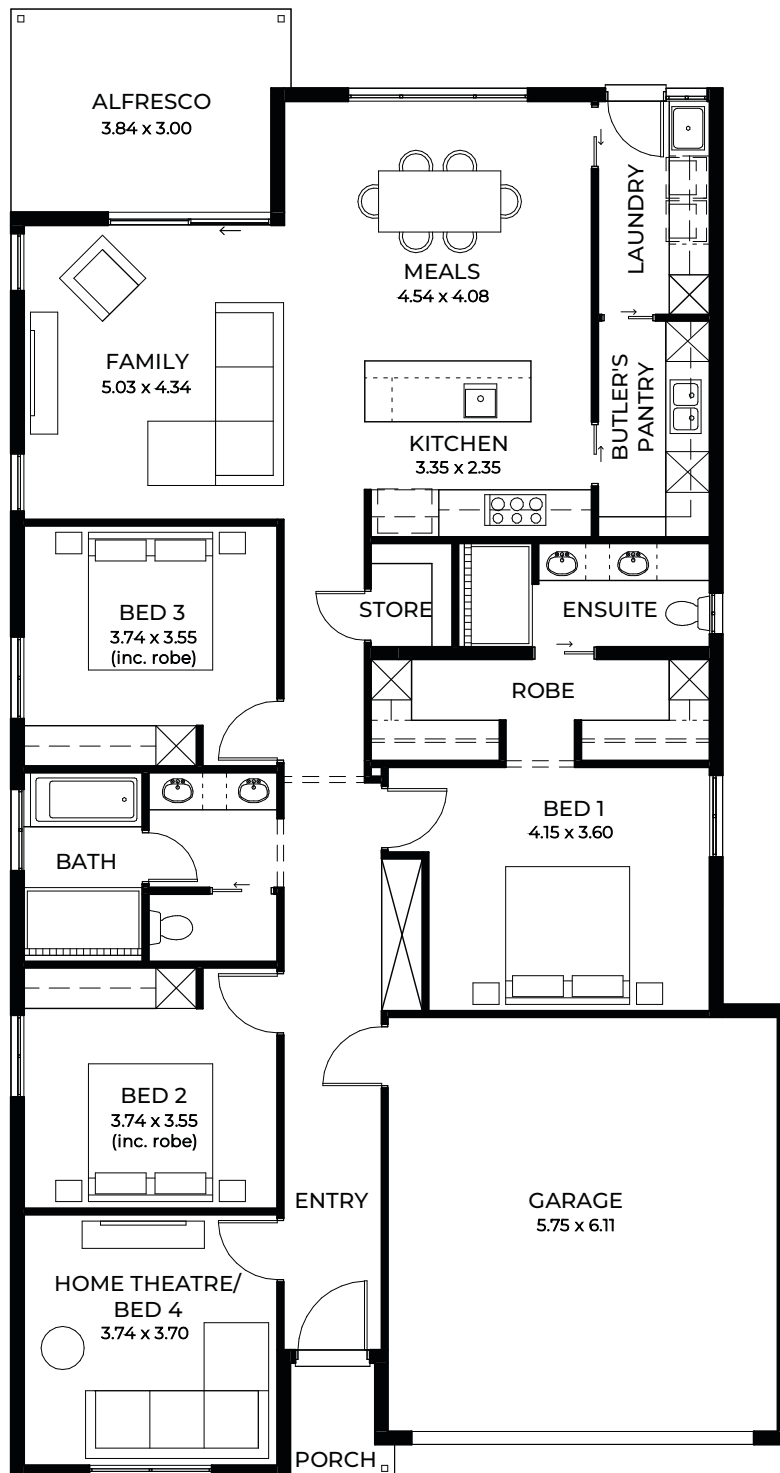 ALFRESCO
3.84 x 3.00
LAUNDRY
MEALS
4.54 x 4.08
FAMILY
5.03 x 4.34
BUTLER'S
PANTRY
KITCHEN
3.35 x 2.35
BED 3
3.74 x 3.55
(inc. robe)
STORE
ENSUITE
ROBE
BED 1
4.15 x 3.60
BATH
BED 2
3.74 x 3.55
(inc. robe)
ENTRY
GARAGE
5.75 x 6.11
HOME THEATRE/
BED 4
3.74 x 3.70
PORCH